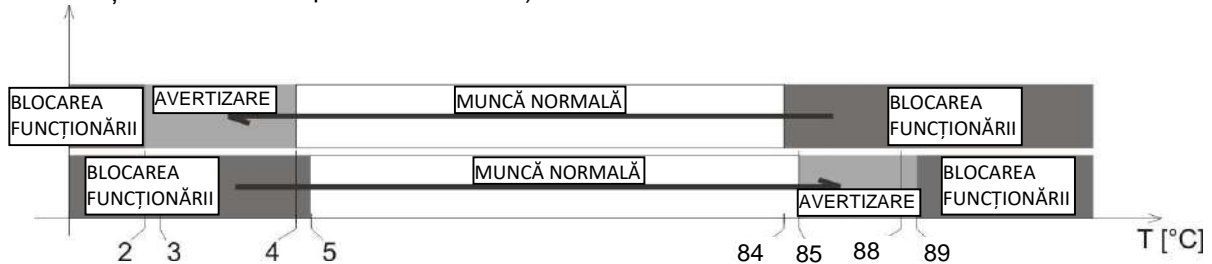 BLOCAREA
FUNCȚIONĂRII
AVERTIZARE
MUNCĂ NORMALĂ
BLOCAREA
FUNCȚIONĂRII
BLOCAREA
FUNCȚIONĂRII
MUNCĂ NORMALĂ
AVERTIZARE
BLOCAREA
FUNCȚIONĂRII
2 3 4 5 84 85 88 89 T [°C]